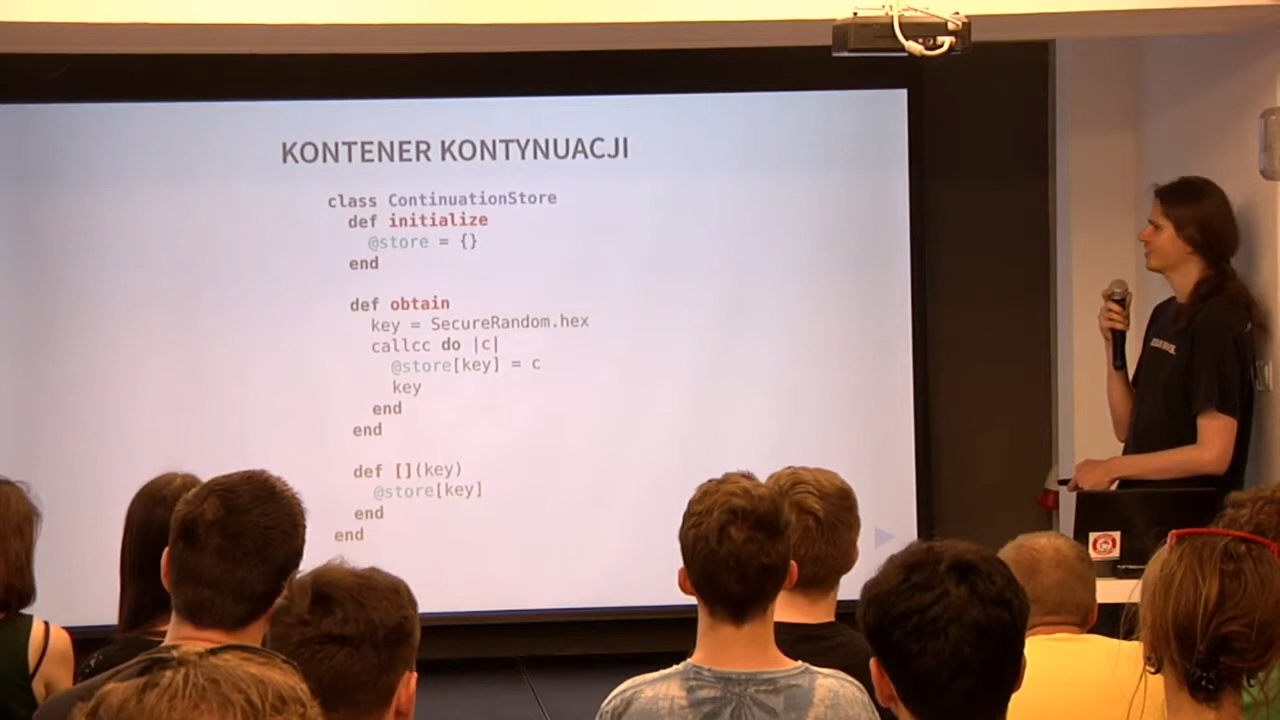 KONTENER KONTYNUACJI
class ContinuationStore
  def initialize
    @store = {}
  end

  def obtain
    key = SecureRandom.hex
    callcc do |c|
      @store[key] = c
      key
    end
  end

  def [](key)
    @store[key]
  end
end